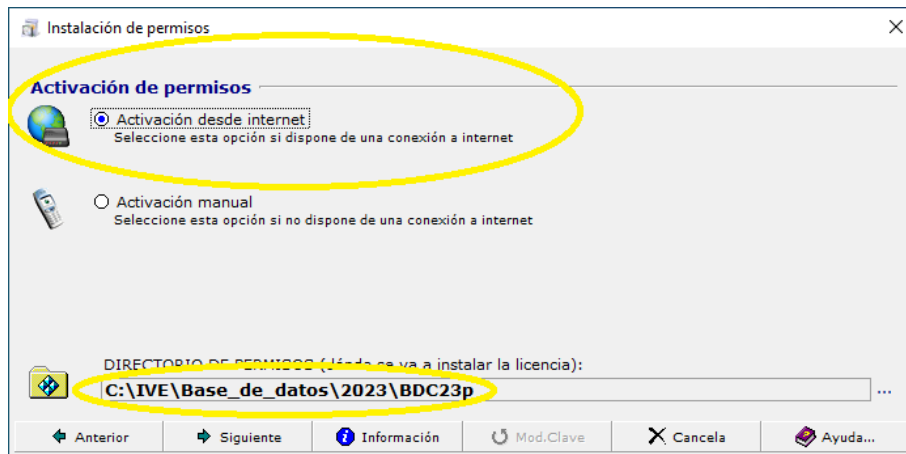 Instalación de permisos
Activación de permisos
Activación desde internet
Seleccione esta opción si dispone de una conexión a internet
Activación manual
Seleccione esta opción si no dispone de una conexión a internet
DIRECTORIO DE PERMISOS (dónde se va a instalar la licencia):
C:\IVE\Base_de_datos\2023\BDC23p
...
Anterior Siguiente Información Mod.Clave Cancela Ayuda...